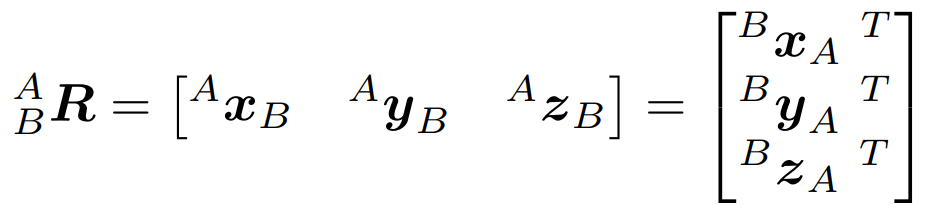 $^{A}_{B}\boldsymbol{R} = \begin{bmatrix} ^{A}\boldsymbol{x}_{B} & ^{A}\boldsymbol{y}_{B} & ^{A}\boldsymbol{z}_{B} \end{bmatrix} = \begin{bmatrix} ^{B}\boldsymbol{x}_{A}{}^{T} \\ ^{B}\boldsymbol{y}_{A}{}^{T} \\ ^{B}\boldsymbol{z}_{A}{}^{T} \end{bmatrix}$